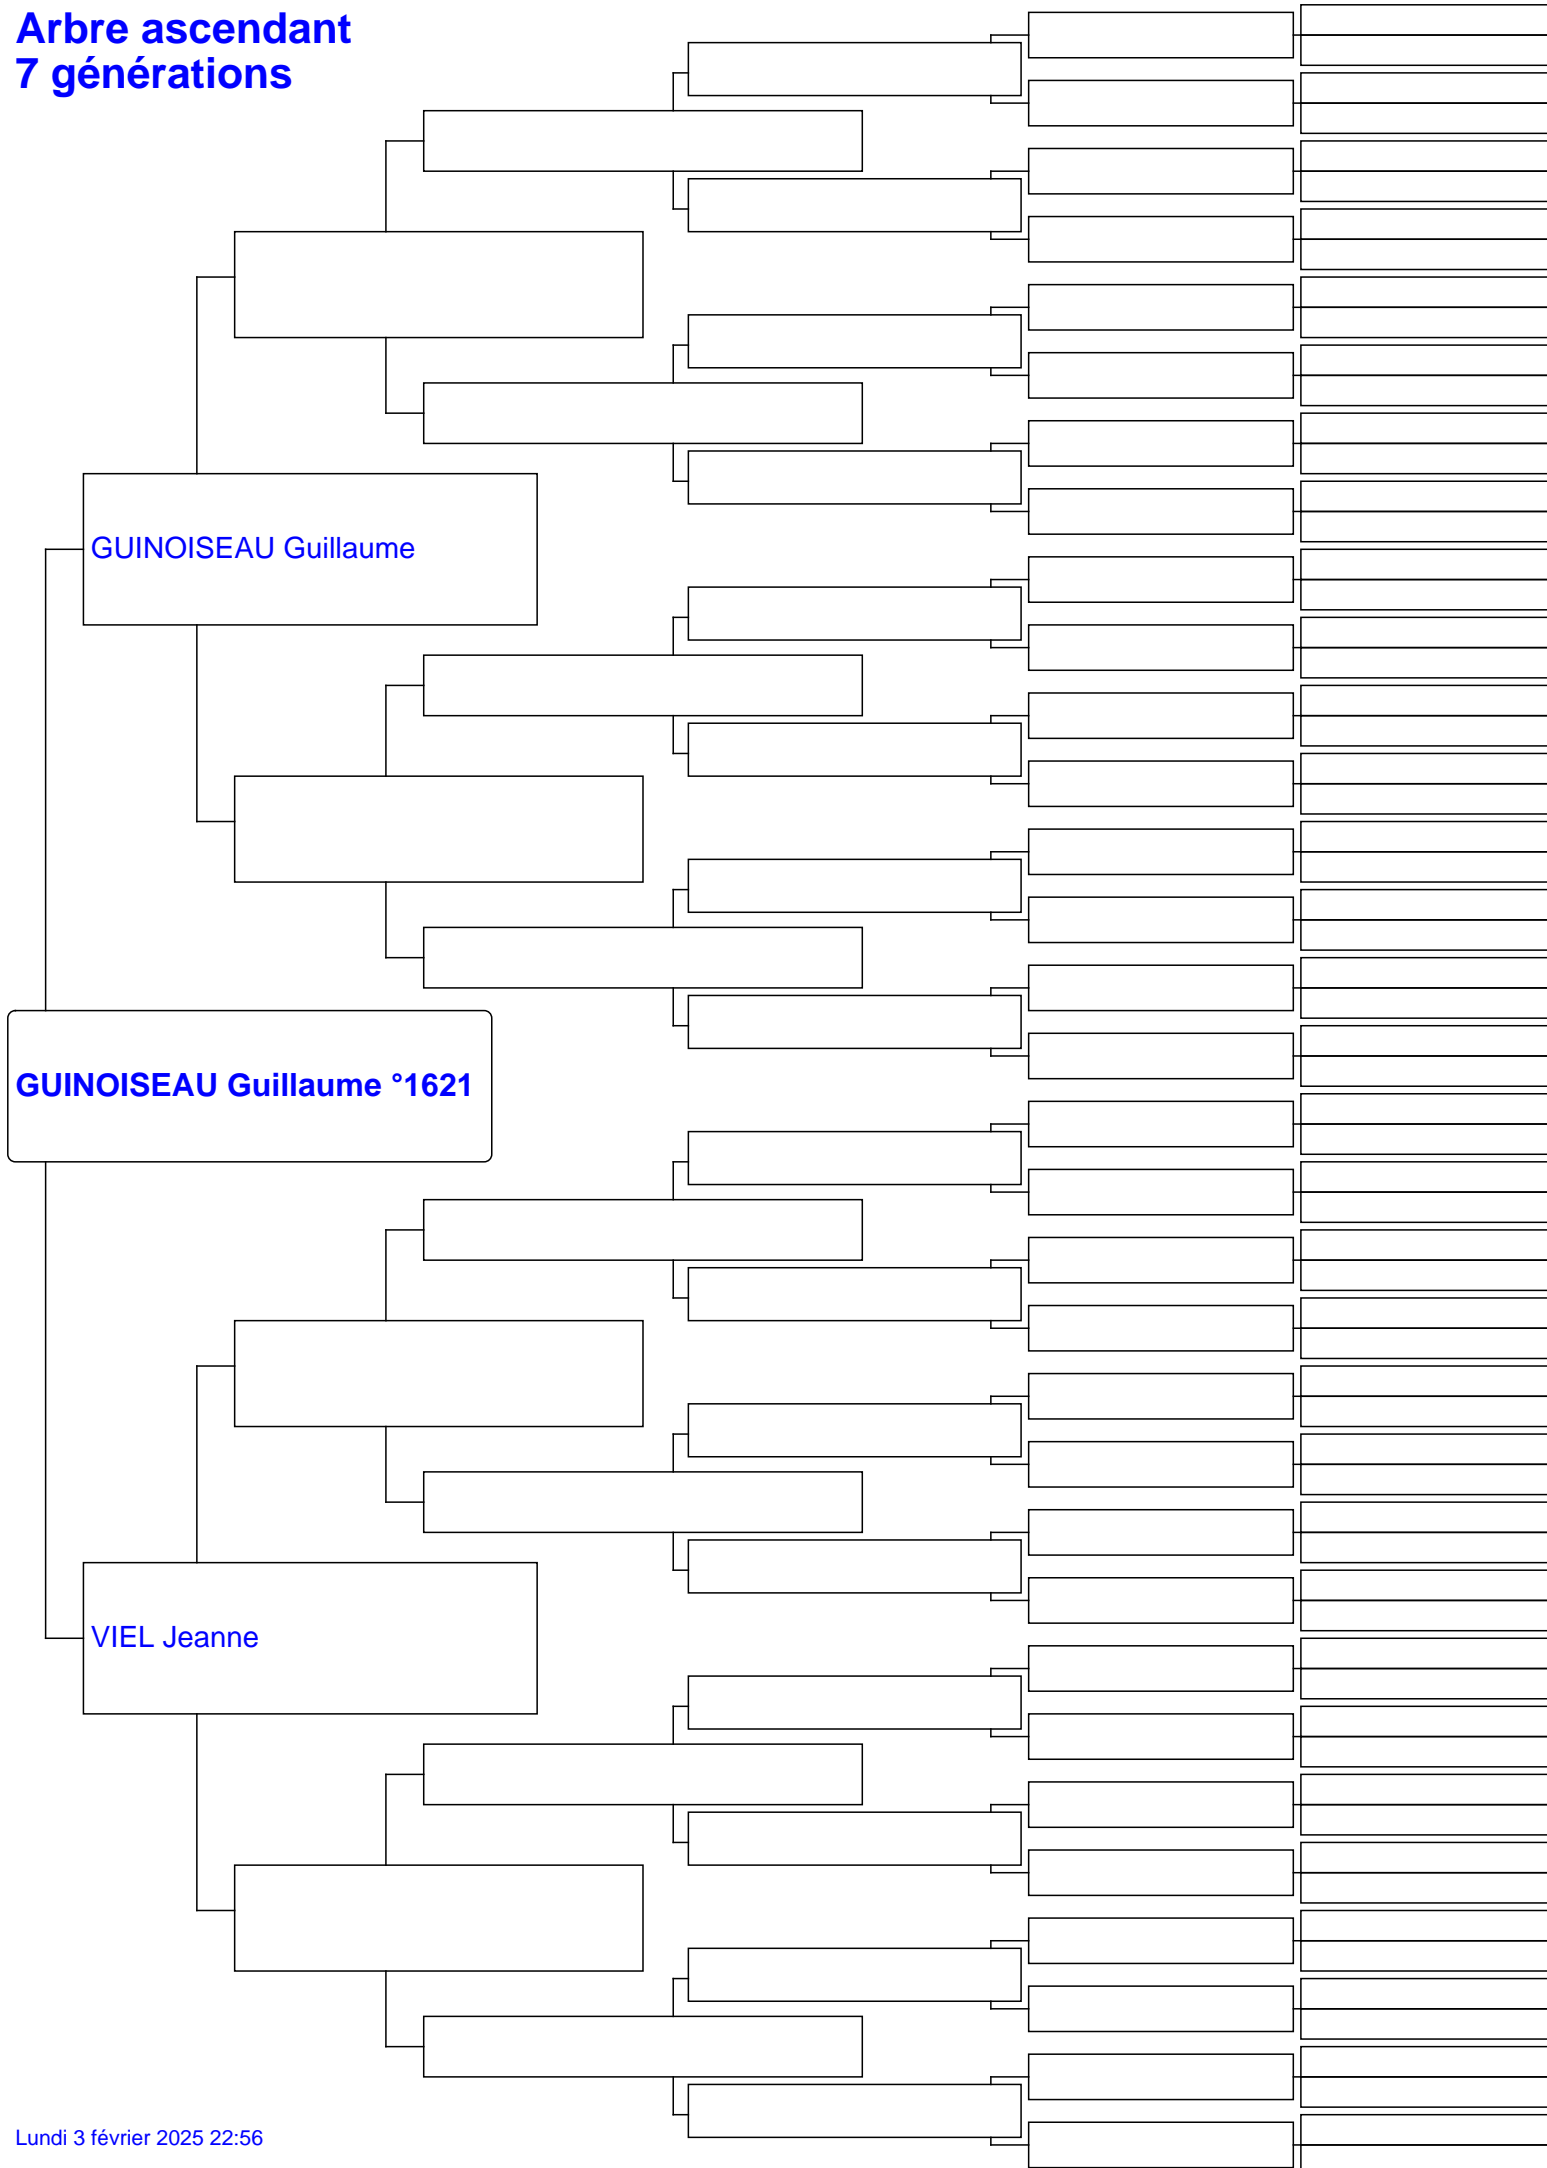 Arbre ascendant
7 générations
GUINOISEAU Guillaume
GUINOISEAU Guillaume °1621
VIEL Jeanne
Lundi 3 février 2025 22:56